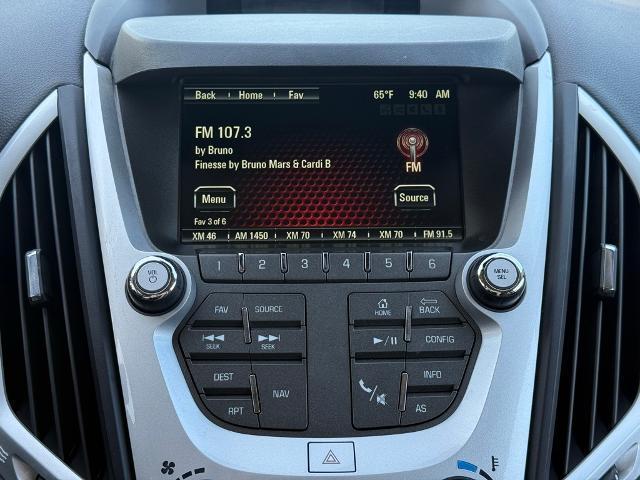 Back Home Fav 65°F 9:40 AM
FM 107.3
by Bruno
Finesse by Bruno Mars & Cardi B
FM
Menu
Source
Fav 3 of 6
XM 46 AM 1450 XM 70 XM 74 XM 70 FM 91.5
1 2 3 4 5 6
VOL
MENU
SEL
FAV SOURCE
HOME BACK
SEEK SEEK
CONFIG
DEST NAV
INFO
RPT
AS